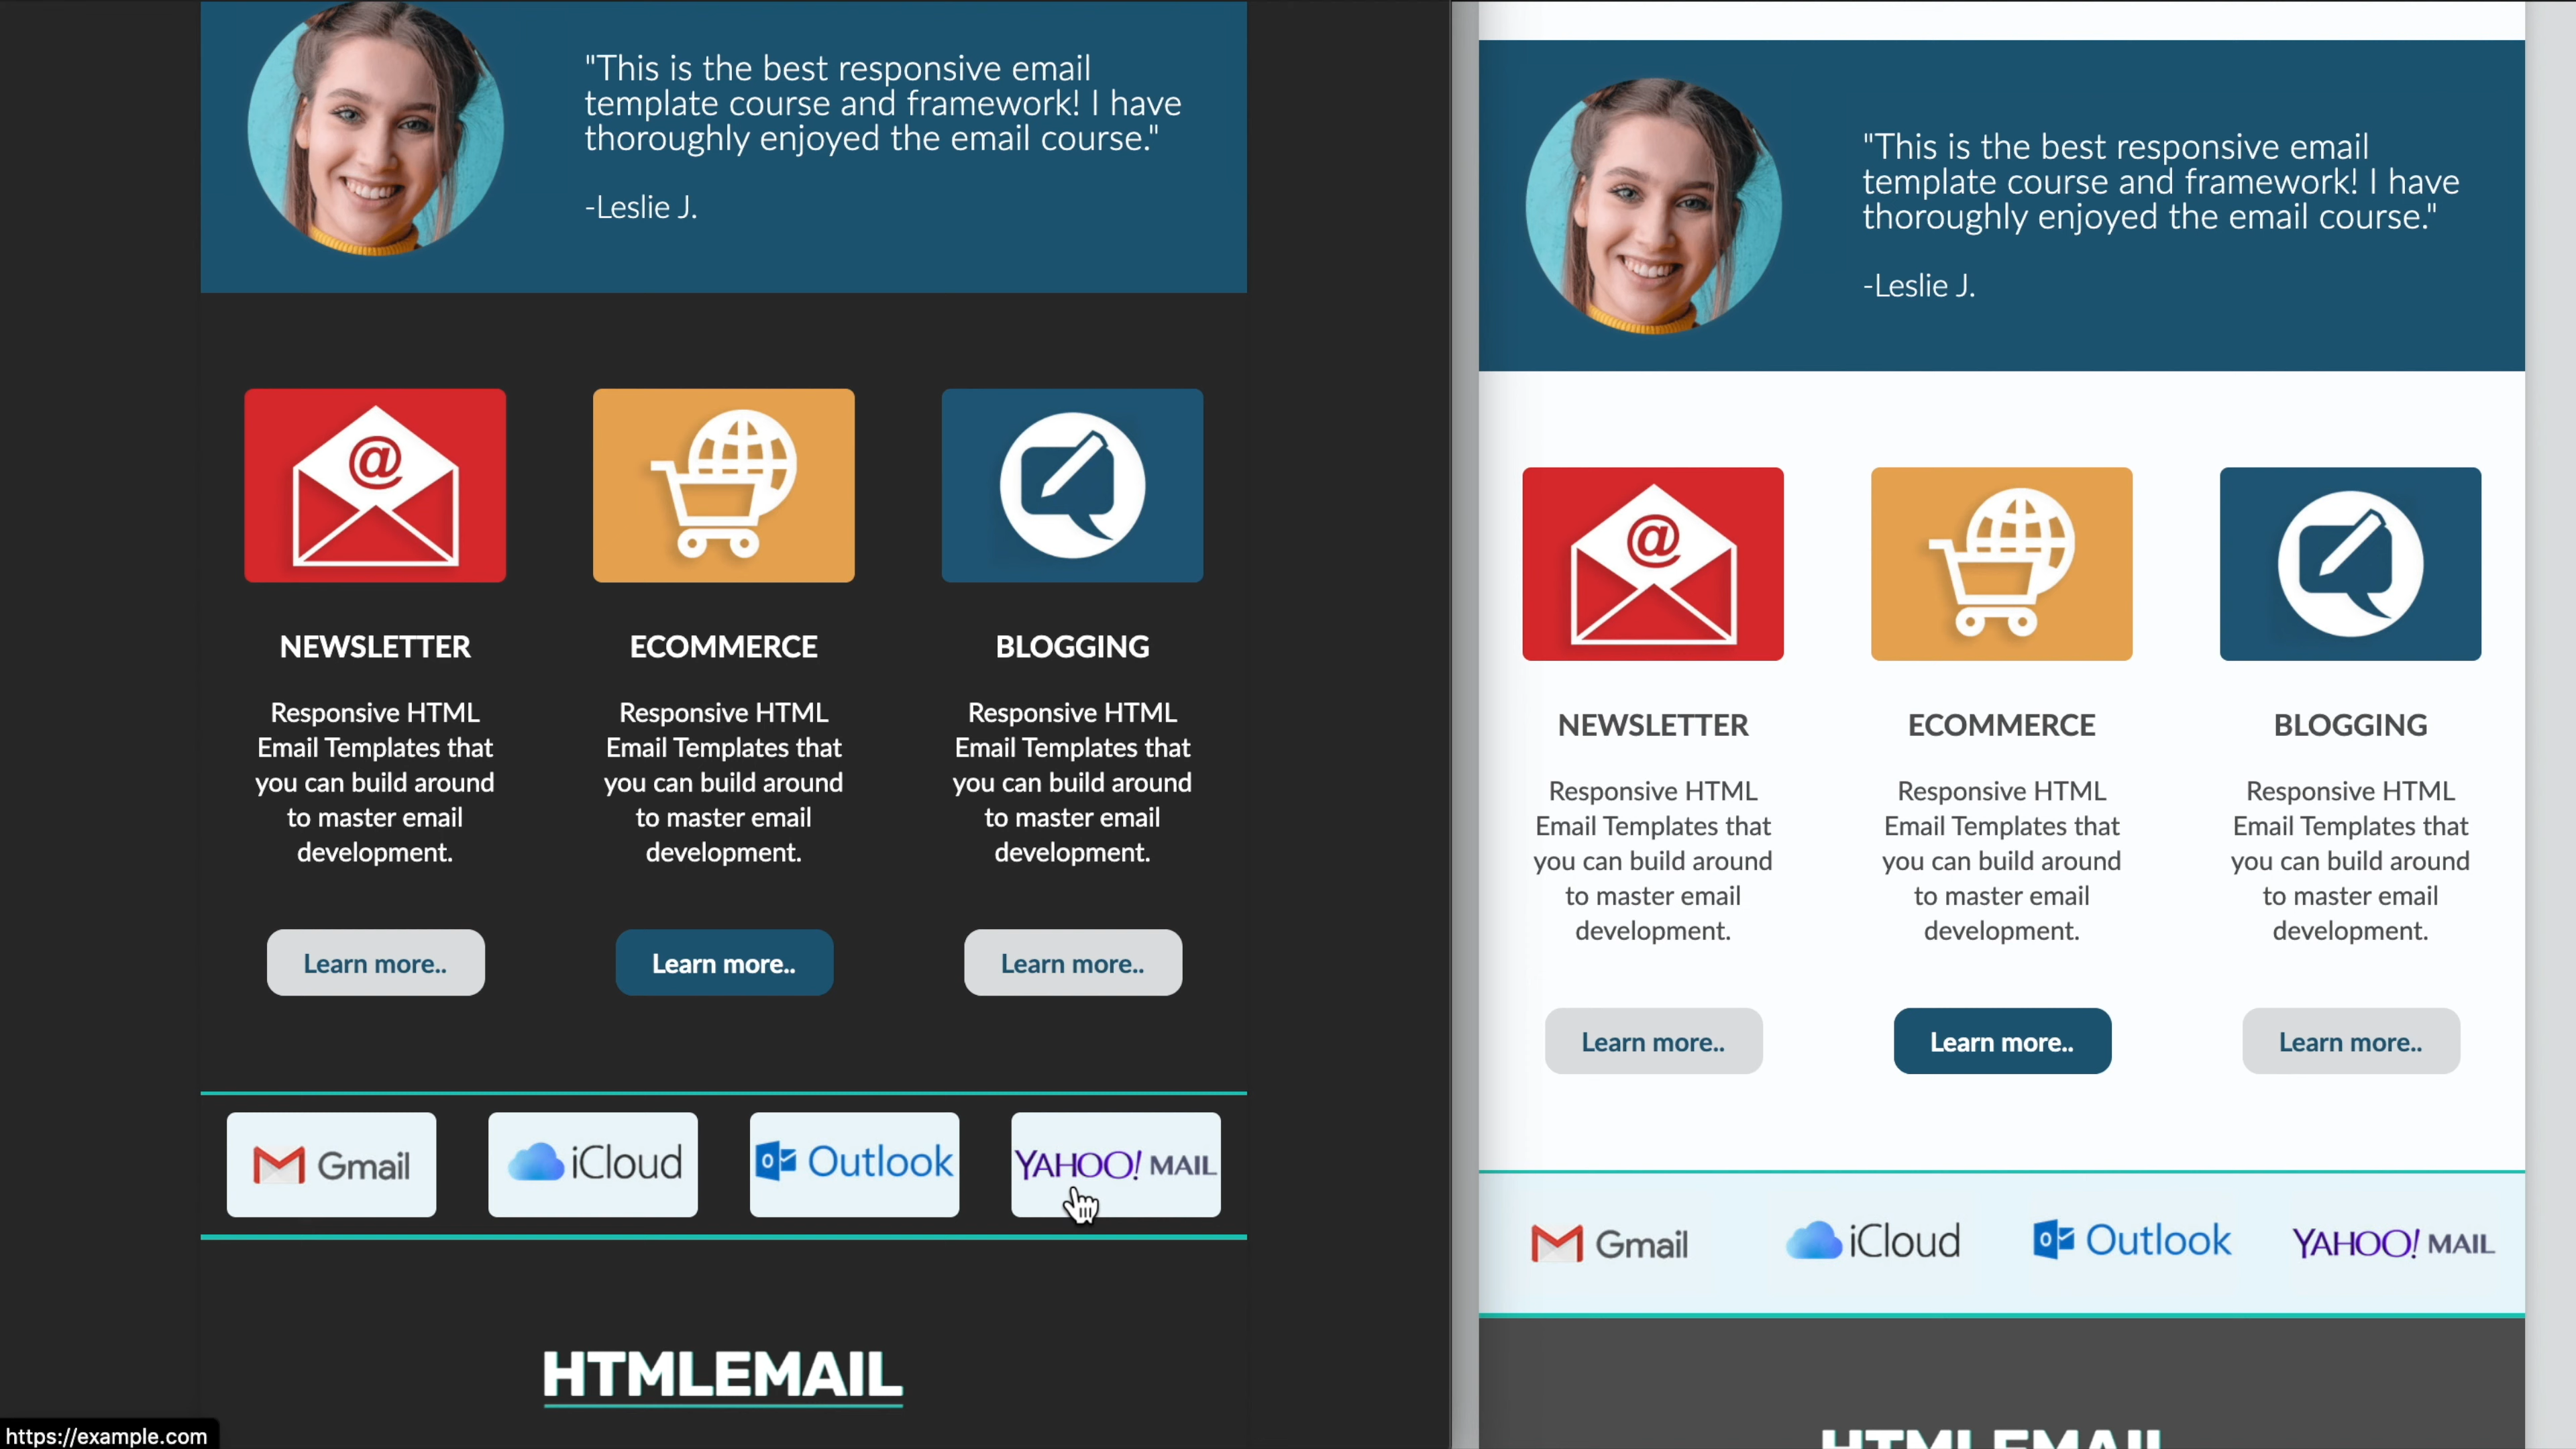 "This is the best responsive email
template course and framework! I have
thoroughly enjoyed the email course."
-Leslie J.
@
NEWSLETTER
Responsive HTML
Email Templates that
you can build around
to master email
development.
Learn more..
ECOMMERCE
Responsive HTML
Email Templates that
you can build around
to master email
development.
Learn more..
BLOGGING
Responsive HTML
Email Templates that
you can build around
to master email
development.
Learn more..
Gmail
iCloud
Outlook
YAHOO! MAIL
HTMLEMAIL
https://example.com
"This is the best responsive email
template course and framework! I have
thoroughly enjoyed the email course."
-Leslie J.
@
NEWSLETTER
Responsive HTML
Email Templates that
you can build around
to master email
development.
Learn more..
ECOMMERCE
Responsive HTML
Email Templates that
you can build around
to master email
development.
Learn more..
BLOGGING
Responsive HTML
Email Templates that
you can build around
to master email
development.
Learn more..
Gmail
iCloud
Outlook
YAHOO! MAIL
HTMLEMAIL